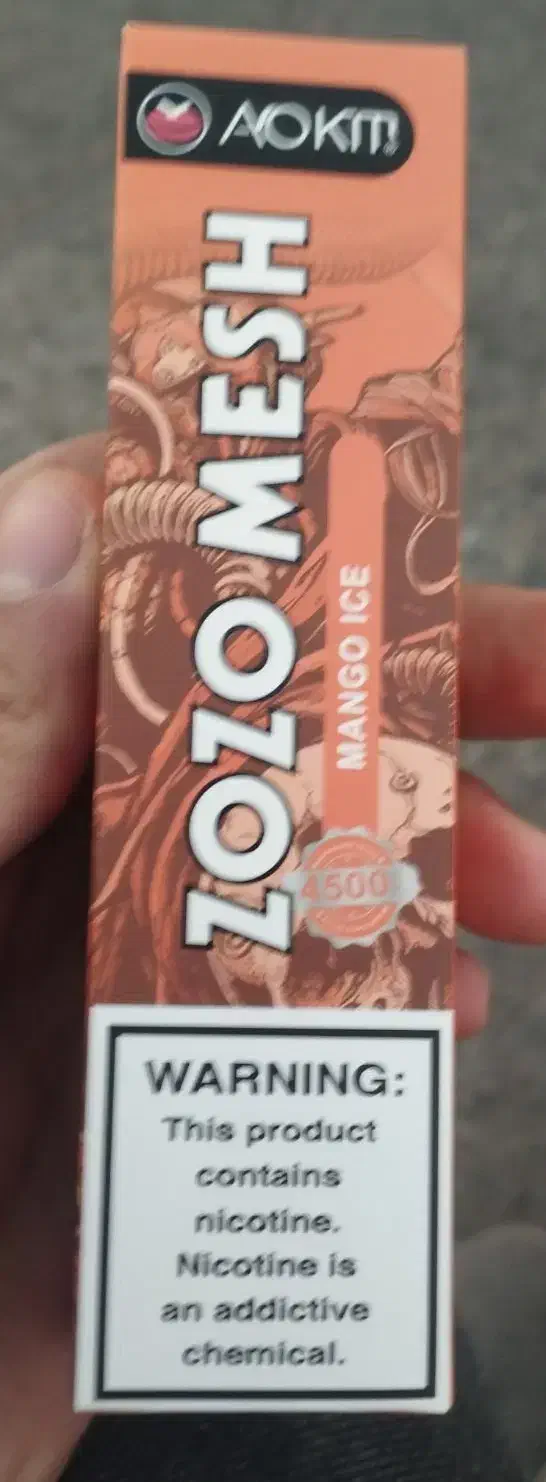 AOKIT
ZOZO MESH
MANGO ICE
4500
WARNING:
This product
contains
nicotine.
Nicotine is
an addictive
chemical.